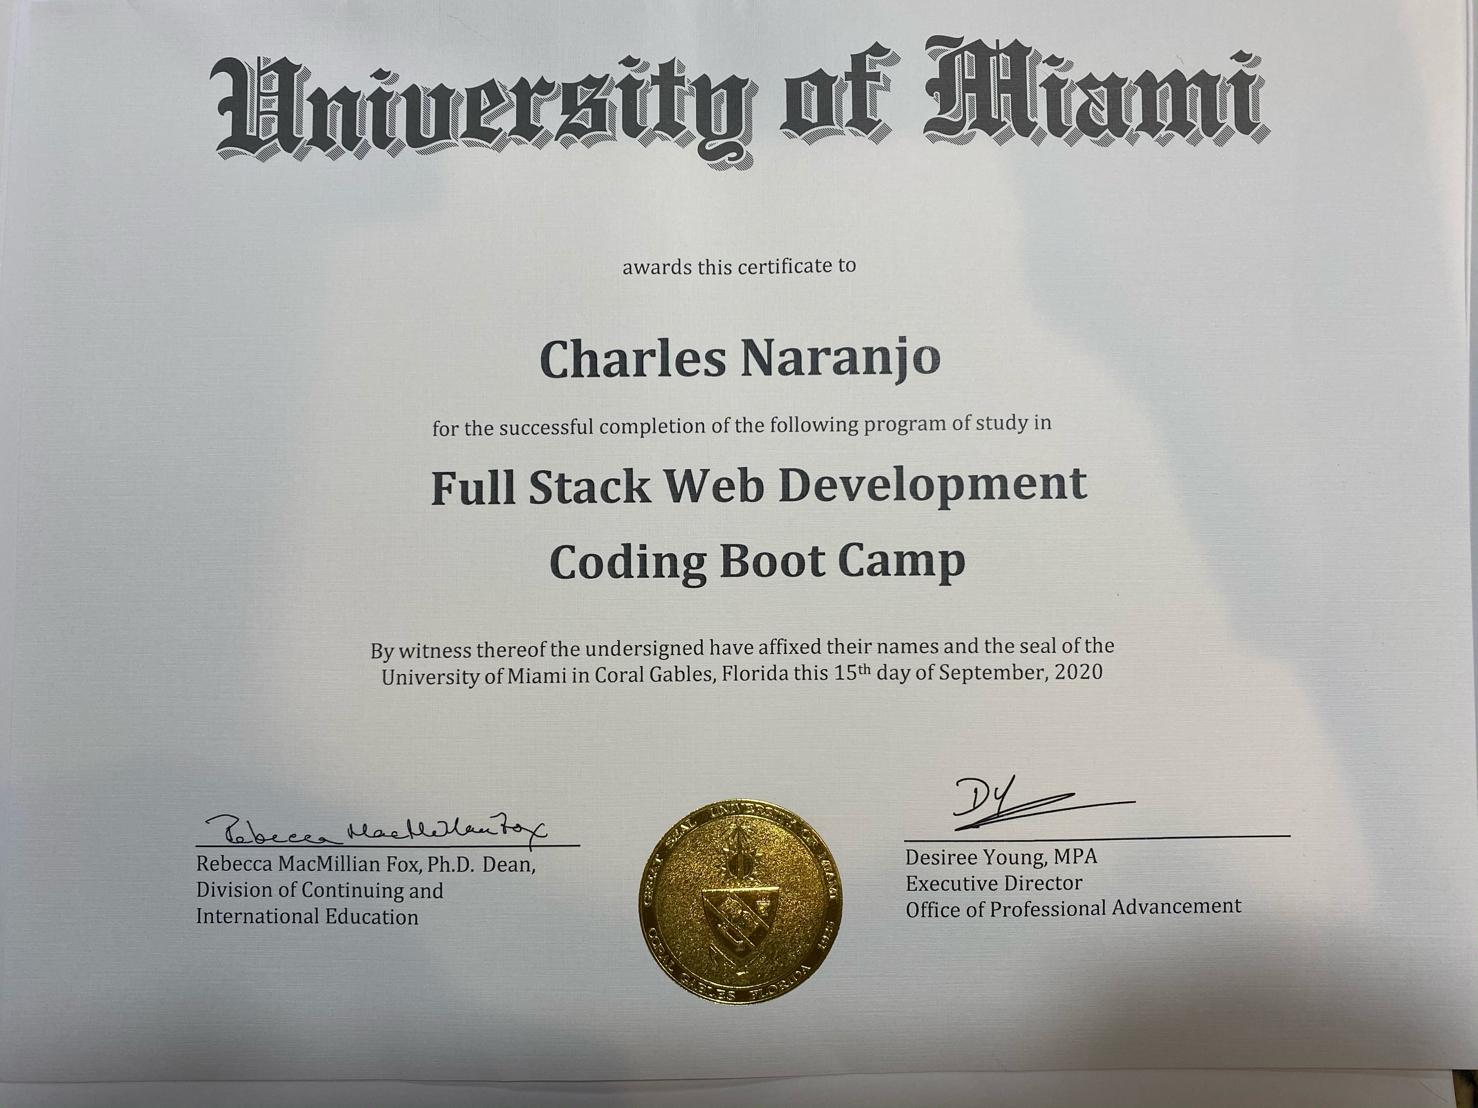 University of Miami
awards this certificate to
Charles Naranjo
for the successful completion of the following program of study in
Full Stack Web Development
Coding Boot Camp
By witness thereof the undersigned have affixed their names and the seal of the
University of Miami in Coral Gables, Florida this 15th day of September, 2020
Rebecca MacMillan Fox
DY
Rebecca MacMillian Fox, Ph.D. Dean,
Division of Continuing and
International Education
GREAT SEAL UNIVERSITY OF MIAMI
CORAL GABLES FLORIDA 1925
Desiree Young, MPA
Executive Director
Office of Professional Advancement